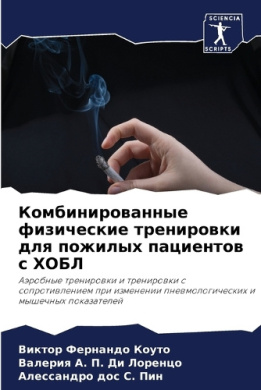 SCIENCIA
SCRIPTS
Комбинированные
физические тренировки
для пожилых пациентов
с ХОБЛ
Аэробные тренировки и тренировки с
сопротивлением при изменении пневмологических и
мышечных показателей
Виктор Фернандо Коуто
Валерия А. П. Ди Лоренцо
Алессандро дос С. Пин